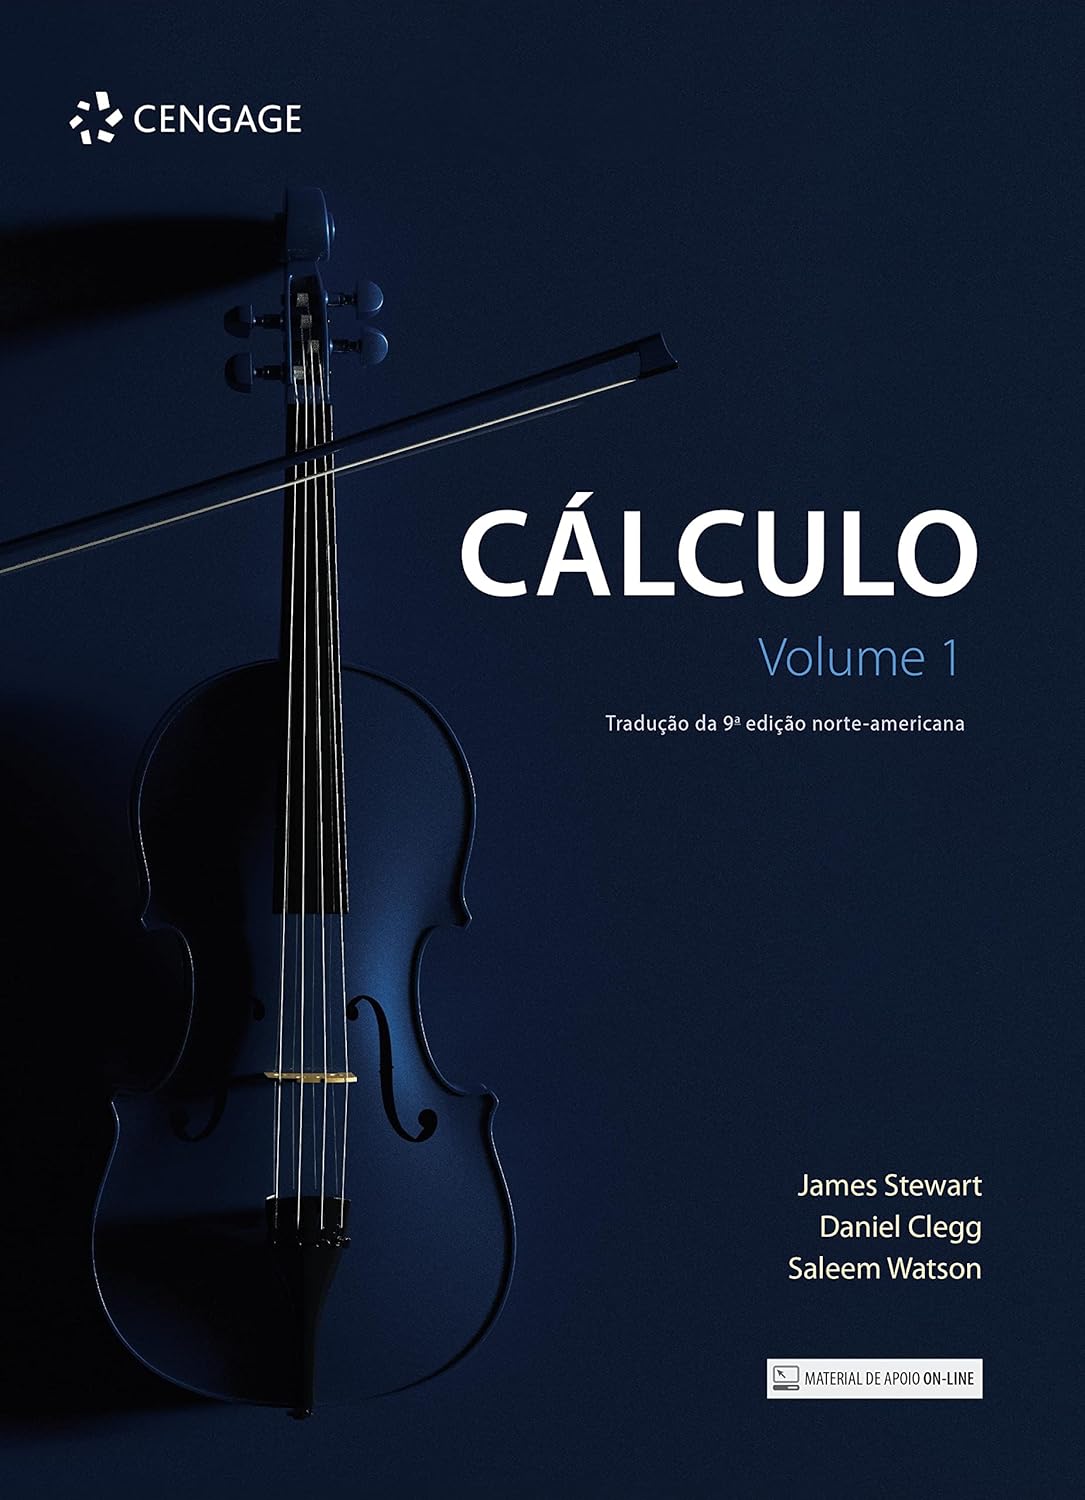 CENGAGE
CÁLCULO
Volume 1
Tradução da 9ª edição norte-americana
James Stewart
Daniel Clegg
Saleem Watson
MATERIAL DE APOIO ON-LINE